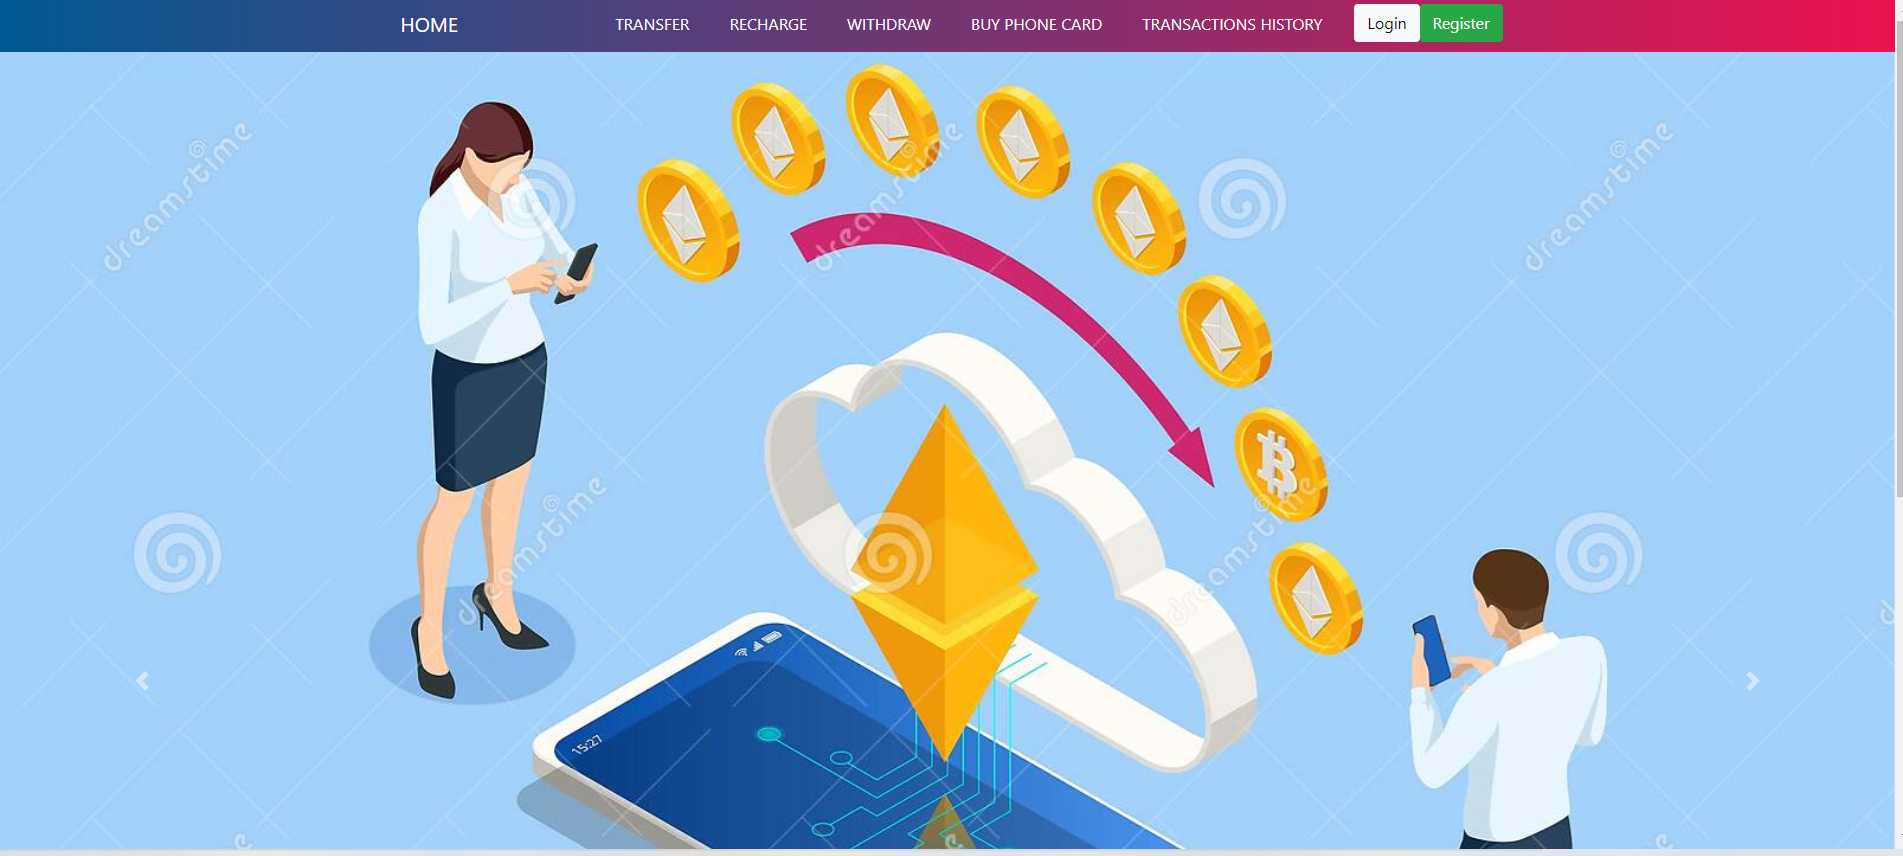 HOME TRANSFER RECHARGE WITHDRAW BUY PHONE CARD TRANSACTIONS HISTORY Login Register
dreamstime dreamstime dreamstime
dreamstime dreamstime
15:27